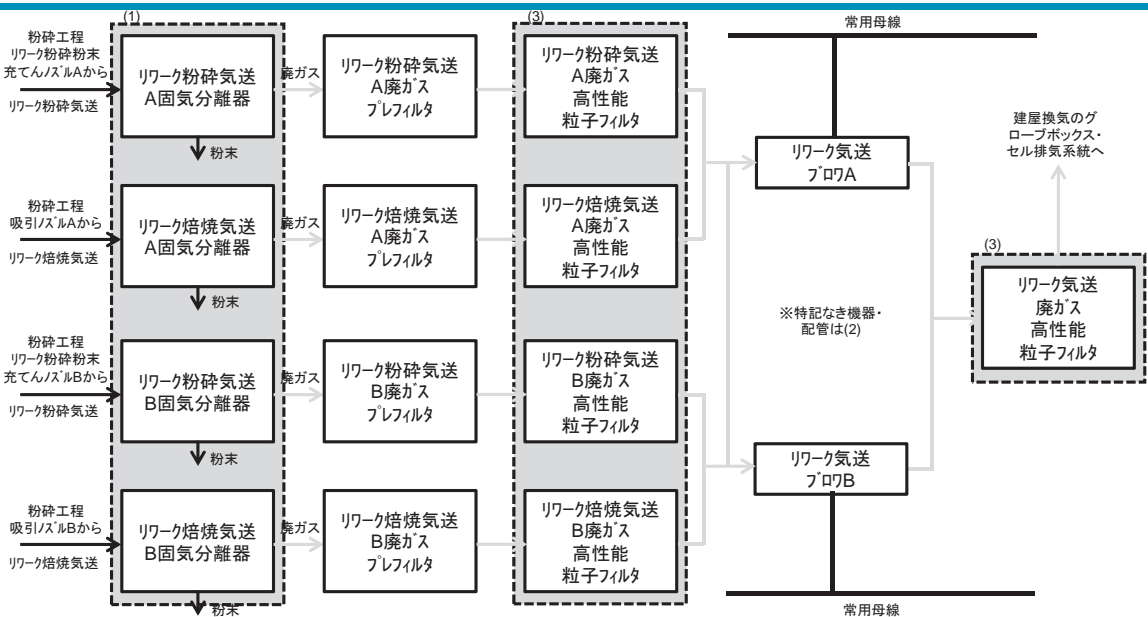 (1)
粉砕工程
リワーク粉砕粉末
充てんノズルAから
リワーク粉砕気送
リワーク粉砕気送
A固気分離器
粉末
廃ガス
リワーク粉砕気送
A廃ガス
プレフィルタ
(3)
リワーク粉砕気送
A廃ガス
高性能
粒子フィルタ
粉砕工程
吸引ノズルAから
リワーク焙焼気送
リワーク焙焼気送
A固気分離器
粉末
廃ガス
リワーク焙焼気送
A廃ガス
プレフィルタ
リワーク焙焼気送
A廃ガス
高性能
粒子フィルタ
粉砕工程
リワーク粉砕粉末
充てんノズルBから
リワーク粉砕気送
リワーク粉砕気送
B固気分離器
粉末
廃ガス
リワーク粉砕気送
B廃ガス
プレフィルタ
リワーク粉砕気送
B廃ガス
高性能
粒子フィルタ
粉砕工程
吸引ノズルBから
リワーク焙焼気送
リワーク焙焼気送
B固気分離器
粉末
廃ガス
リワーク焙焼気送
B廃ガス
プレフィルタ
リワーク焙焼気送
B廃ガス
高性能
粒子フィルタ
常用母線
リワーク気送
ブロワA
※特記なき機器・
配管は(2)
リワーク気送
ブロワB
常用母線
建屋換気のグ
ローブボックス・
セル排気系統へ
(3)
リワーク気送
廃ガス
高性能
粒子フィルタ